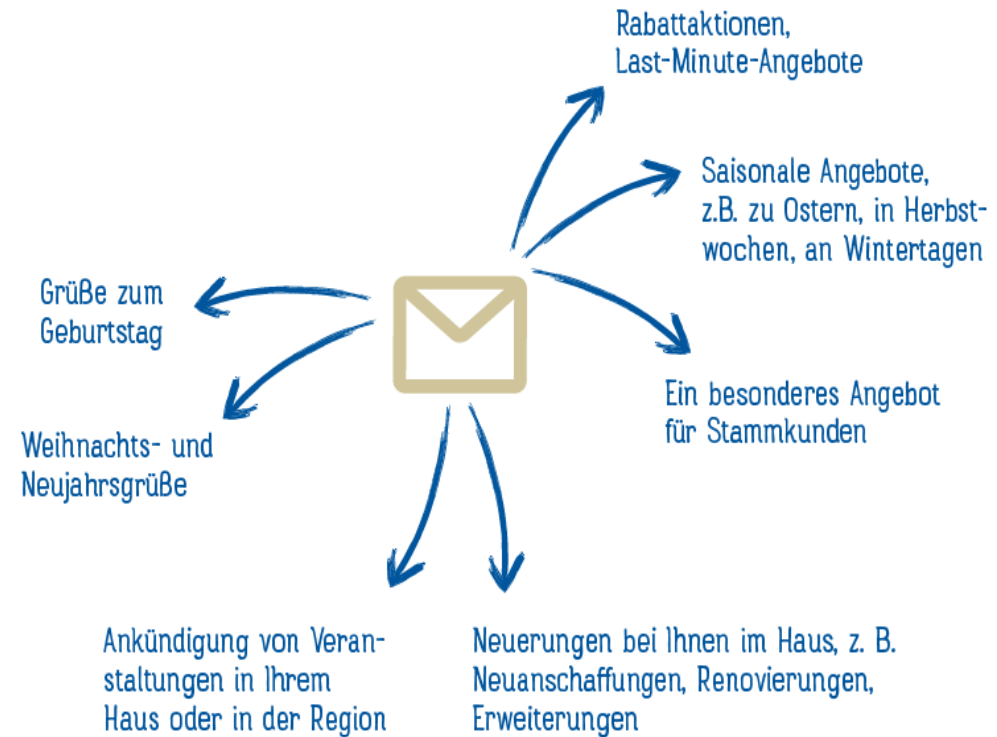 Rabattaktionen,
Last-Minute-Angebote
Saisonale Angebote,
z.B. zu Ostern, in Herbst-
wochen, an Wintertagen
Grüße zum
Geburtstag
Ein besonderes Angebot
für Stammkunden
Weihnachts- und
Neujahrsgrüße
Ankündigung von Veran-
staltungen in Ihrem
Haus oder in der Region
Neuerungen bei Ihnen im Haus, z. B.
Neuanschaffungen, Renovierungen,
Erweiterungen